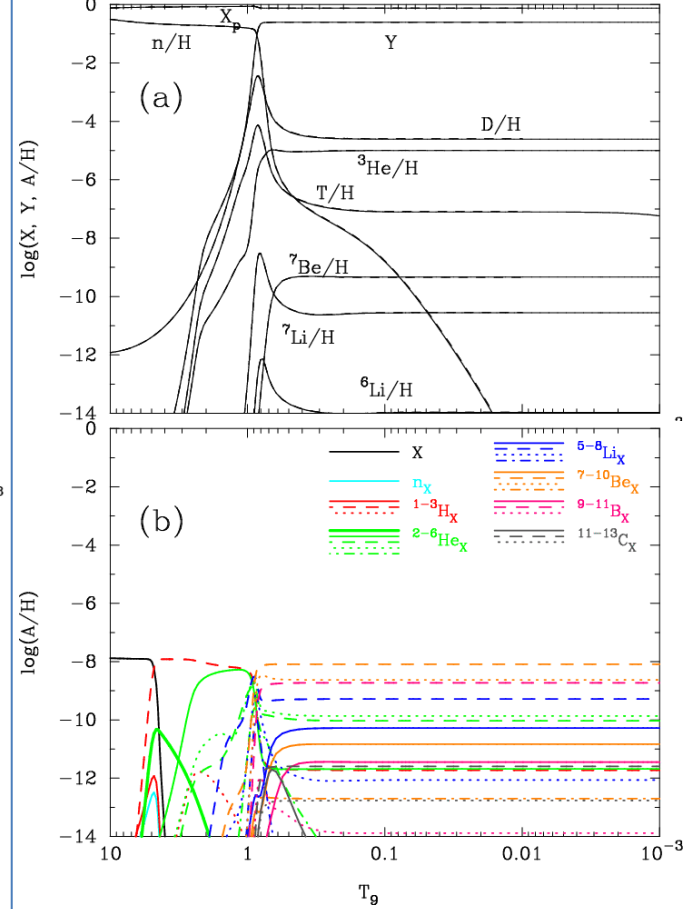 0
X_p
n/H
Y
−2
(a)
D/H
−4
³He/H
−6
T/H
log(X, Y, A/H)
−8
⁷Be/H
−10
⁷Li/H
−12
⁶Li/H
−14
0
X
⁵⁻⁸Li_X
n_X
⁷⁻¹⁰Be_X
−2
¹⁻³H_X
⁹⁻¹¹B_X
(b)
²⁻⁶He_X
¹¹⁻¹³C_X
−4
−6
log(A/H)
−8
−10
−12
−14
10
1
0.1
0.01
10⁻³
T₉